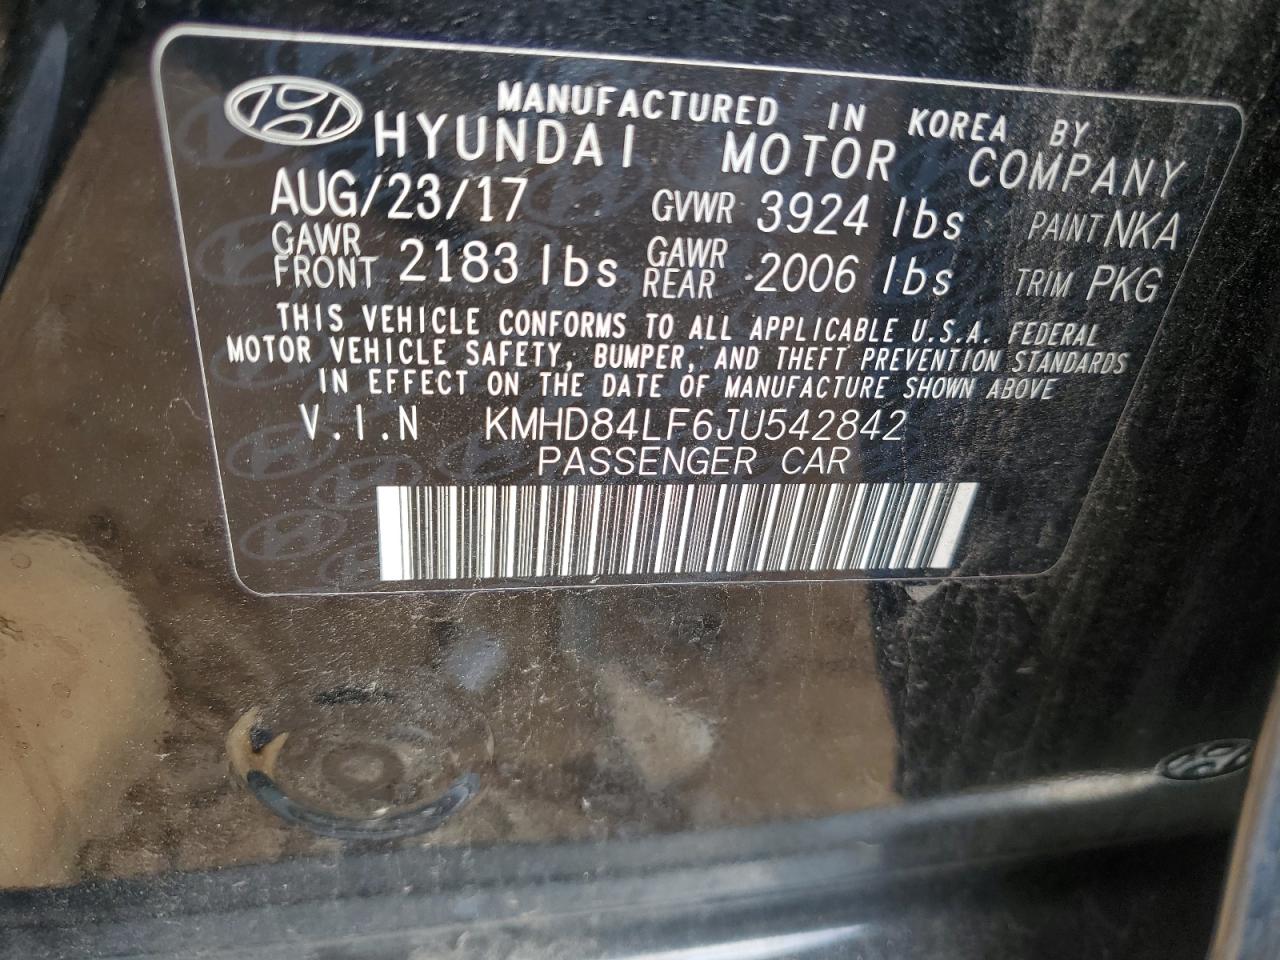 MANUFACTURED IN KOREA BY
HYUNDAI MOTOR COMPANY
AUG/23/17 GVWR 3924 lbs PAINT NKA
GAWR FRONT 2183 lbs GAWR REAR 2006 lbs TRIM PKG
THIS VEHICLE CONFORMS TO ALL APPLICABLE U.S.A. FEDERAL
MOTOR VEHICLE SAFETY, BUMPER, AND THEFT PREVENTION STANDARDS
IN EFFECT ON THE DATE OF MANUFACTURE SHOWN ABOVE
V.I.N KMHD84LF6JU542842
PASSENGER CAR